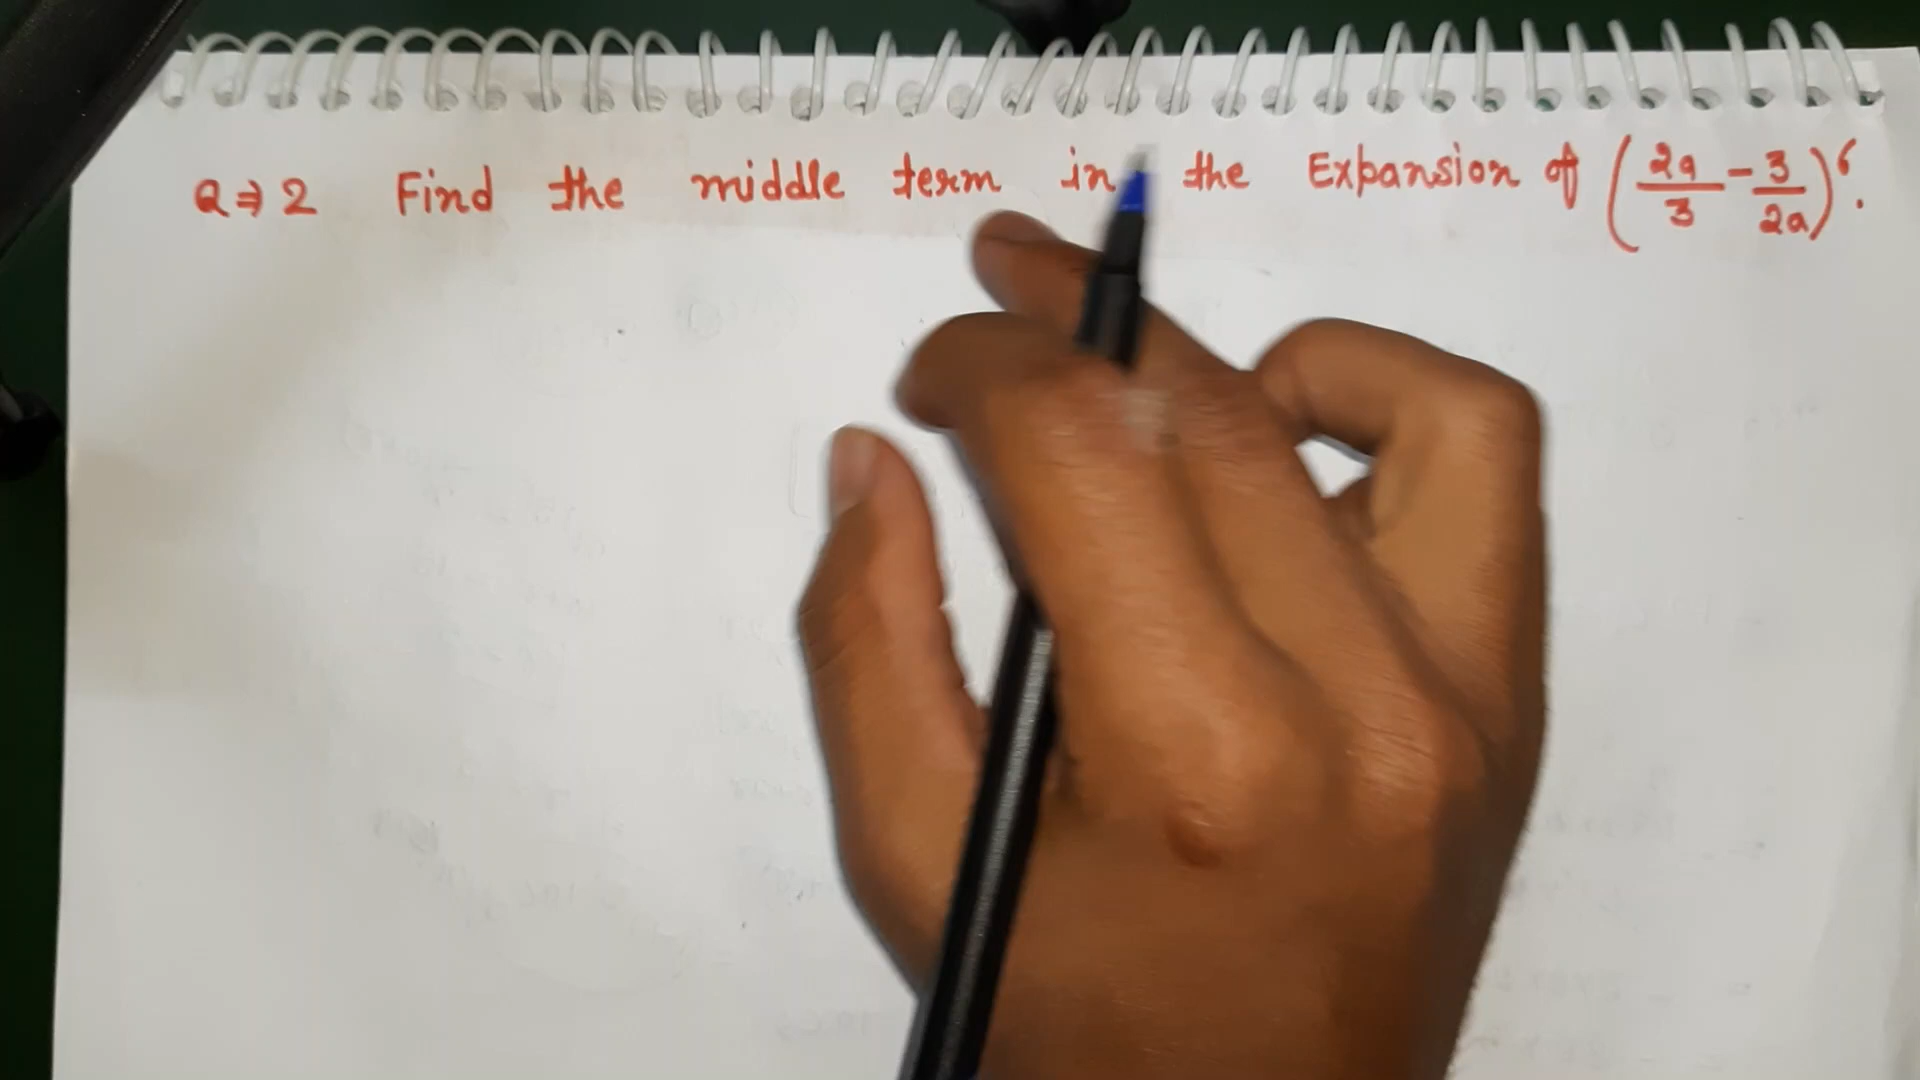 Q⇒2 Find the middle term in the Expansion of (2a/3 - 3/2a)⁶.